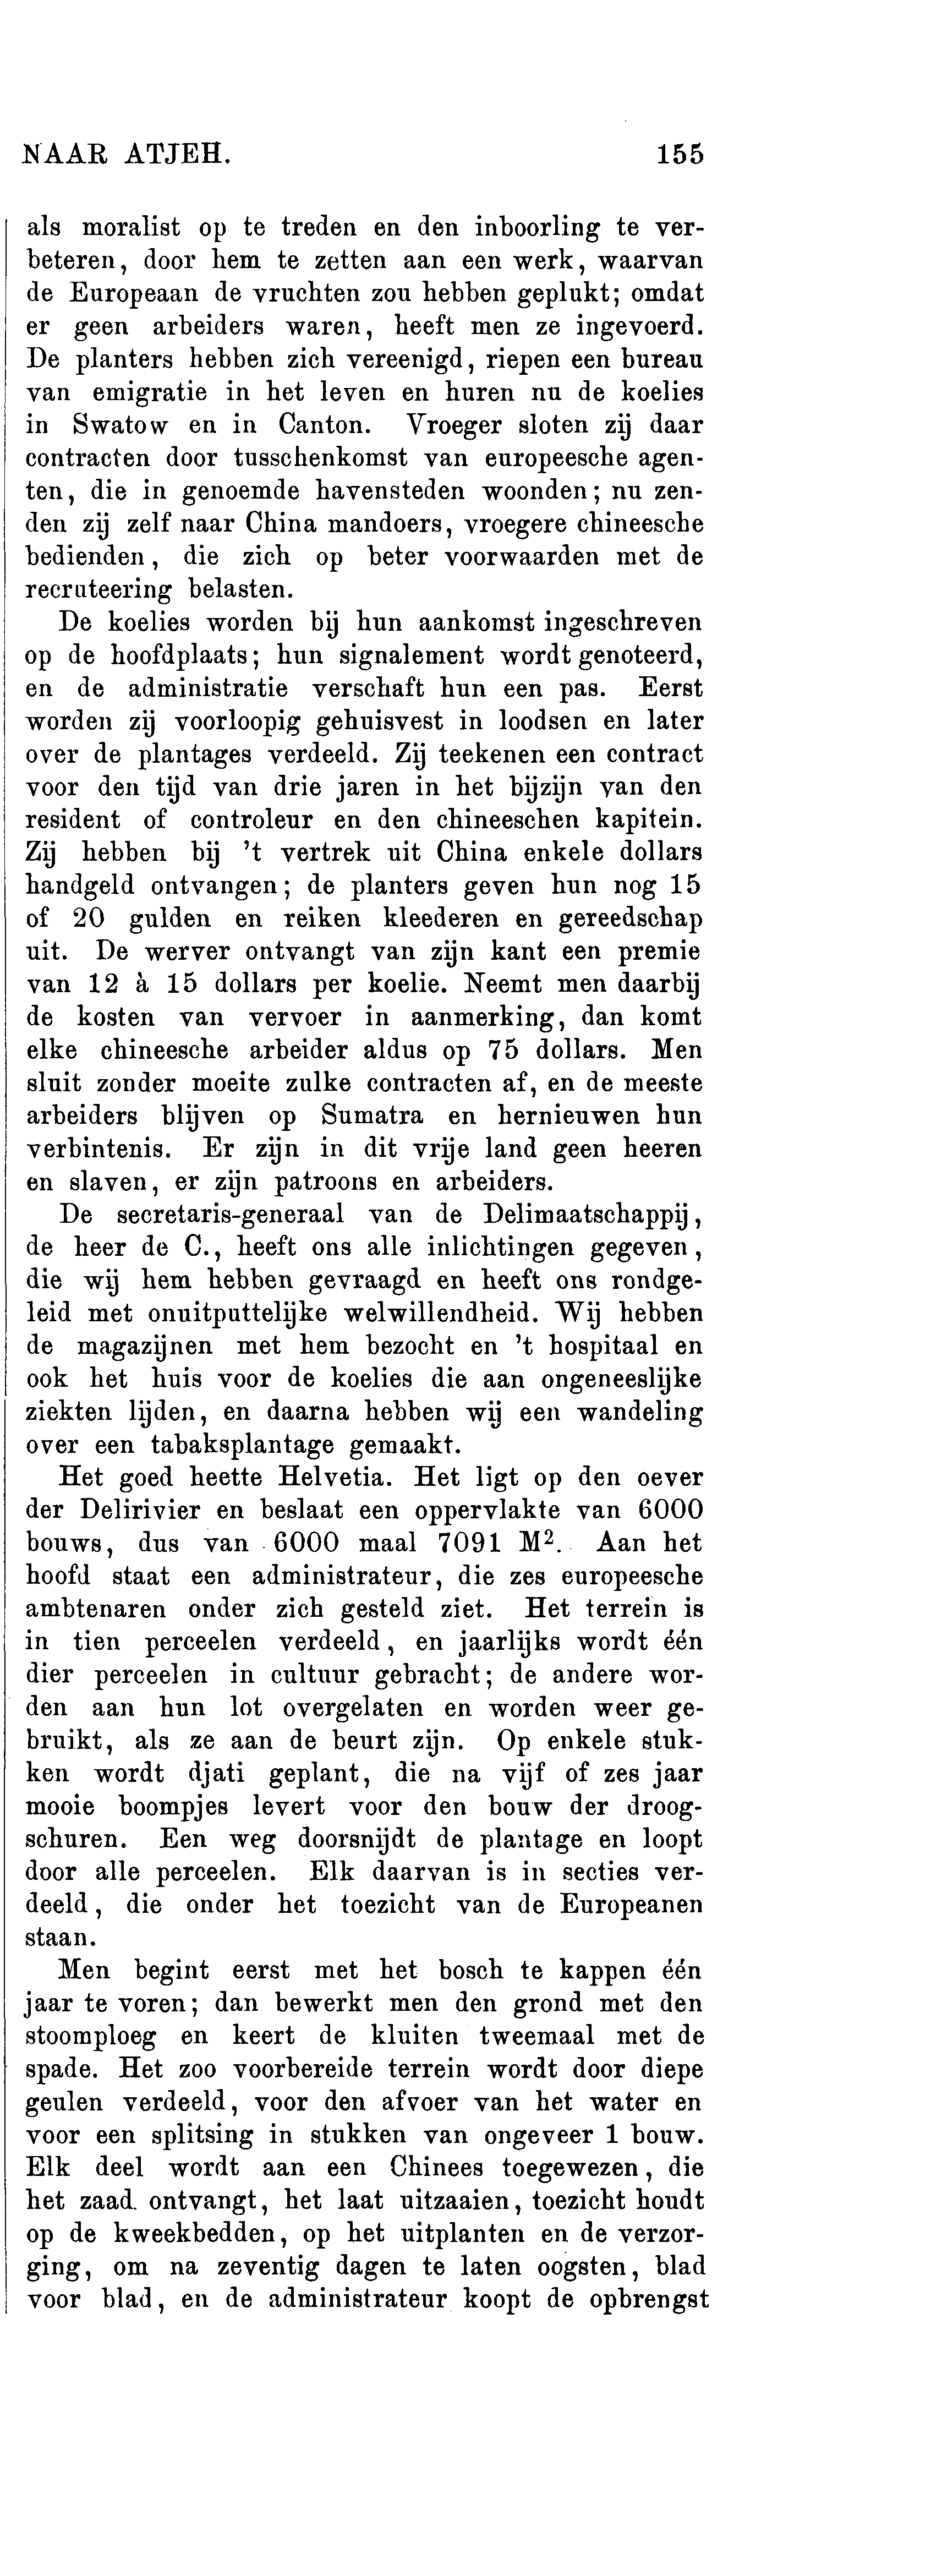 NAAR ATJEH. 155
als moralist op te treden en den inboorling te ver-
beteren, door hem te zetten aan een werk, waarvan
de Europeaan de vruchten zou hebben geplukt; omdat
er geen arbeiders waren, heeft men ze ingevoerd.
De planters hebben zich vereenigd, riepen een bureau
van emigratie in het leven en huren nu de koelies
in Swatow en in Canton. Vroeger sloten zij daar
contracten door tusschenkomst van europeesche agen-
ten, die in genoemde havensteden woonden; nu zen-
den zij zelf naar China mandoers, vroegere chineesche
bedienden, die zich op beter voorwaarden met de
recruteering belasten.
De koelies worden bij hun aankomst ingeschreven
op de hoofdplaats; hun signalement wordt genoteerd,
en de administratie verschaft hun een pas. Eerst
worden zij voorloopig gehuisvest in loodsen en later
over de plantages verdeeld. Zij teekenen een contract
voor den tijd van drie jaren in het bijzijn van den
resident of controleur en den chineeschen kapitein.
Zij hebben bij 't vertrek uit China enkele dollars
handgeld ontvangen; de planters geven hun nog 15
of 20 gulden en reiken kleederen en gereedschap
uit. De werver ontvangt van zijn kant een premie
van 12 à 15 dollars per koelie. Neemt men daarbij
de kosten van vervoer in aanmerking, dan komt
elke chineesche arbeider aldus op 75 dollars. Men
sluit zonder moeite zulke contracten af, en de meeste
arbeiders blijven op Sumatra en hernieuwen hun
verbintenis. Er zijn in dit vrije land geen heeren
en slaven, er zijn patroons en arbeiders.
De secretaris-generaal van de Delimaatschappij,
de heer de C., heeft ons alle inlichtingen gegeven,
die wij hem hebben gevraagd en heeft ons rondge-
leid met onuitputtelijke welwillendheid. Wij hebben
de magazijnen met hem bezocht en 't hospitaal en
ook het huis voor de koelies die aan ongeneeslijke
ziekten lijden, en daarna hebben wij een wandeling
over een tabaksplantage gemaakt.
Het goed heette Helvetia. Het ligt op den oever
der Delirivier en beslaat een oppervlakte van 6000
bouws, dus van 6000 maal 7091 M². Aan het
hoofd staat een administrateur, die zes europeesche
ambtenaren onder zich gesteld ziet. Het terrein is
in tien perceelen verdeeld, en jaarlijks wordt één
dier perceelen in cultuur gebracht; de andere wor-
den aan hun lot overgelaten en worden weer ge-
bruikt, als ze aan de beurt zijn. Op enkele stuk-
ken wordt djati geplant, die na vijf of zes jaar
mooie boompjes levert voor den bouw der droog-
schuren. Een weg doorsnijdt de plantage en loopt
door alle perceelen. Elk daarvan is in secties ver-
deeld, die onder het toezicht van de Europeanen
staan.
Men begint eerst met het bosch te kappen één
jaar te voren; dan bewerkt men den grond met den
stoomploeg en keert de kluiten tweemaal met de
spade. Het zoo voorbereide terrein wordt door diepe
geulen verdeeld, voor den afvoer van het water en
voor een splitsing in stukken van ongeveer 1 bouw.
Elk deel wordt aan een Chinees toegewezen, die
het zaad ontvangt, het laat uitzaaien, toezicht houdt
op de kweekbedden, op het uitplanten en de verzor-
ging, om na zeventig dagen te laten oogsten, blad
voor blad, en de administrateur koopt de opbrengst